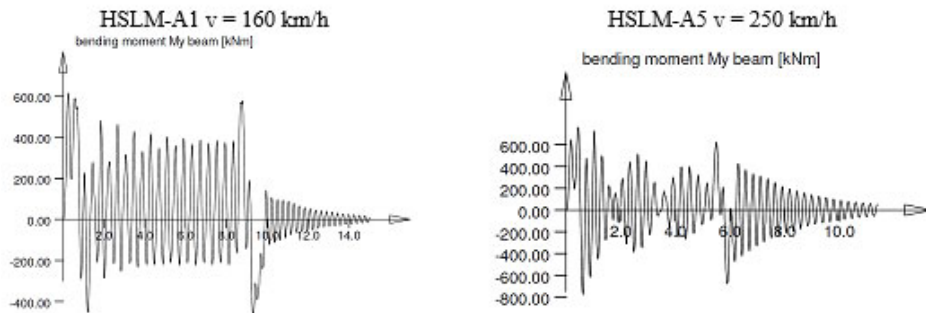 HSLM-A1 v = 160 km/h
bending moment My beam [kNm]
600.00
400.00
200.00
0.00
-200.00
-400.00
2.0 4.0 6.0 8.0 10.0 12.0 14.0
HSLM-A5 v = 250 km/h
bending moment My beam [kNm]
600.00
400.00
200.00
0.00
-200.00
-400.00
-600.00
-800.00
2.0 4.0 6.0 8.0 10.0